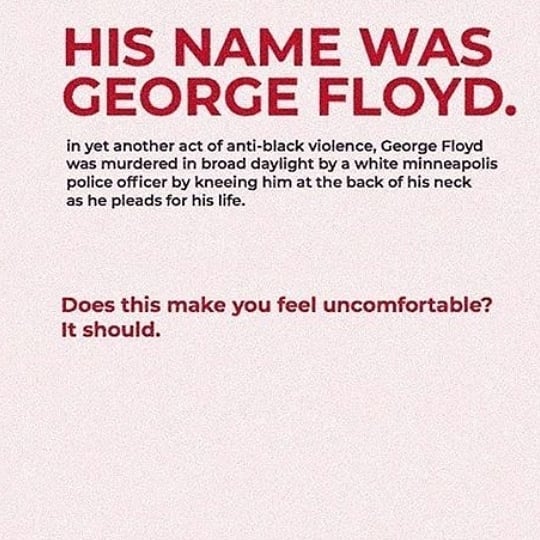 HIS NAME WAS
GEORGE FLOYD.
in yet another act of anti-black violence, George Floyd
was murdered in broad daylight by a white minneapolis
police officer by kneeing him at the back of his neck
as he pleads for his life.
Does this make you feel uncomfortable?
It should.